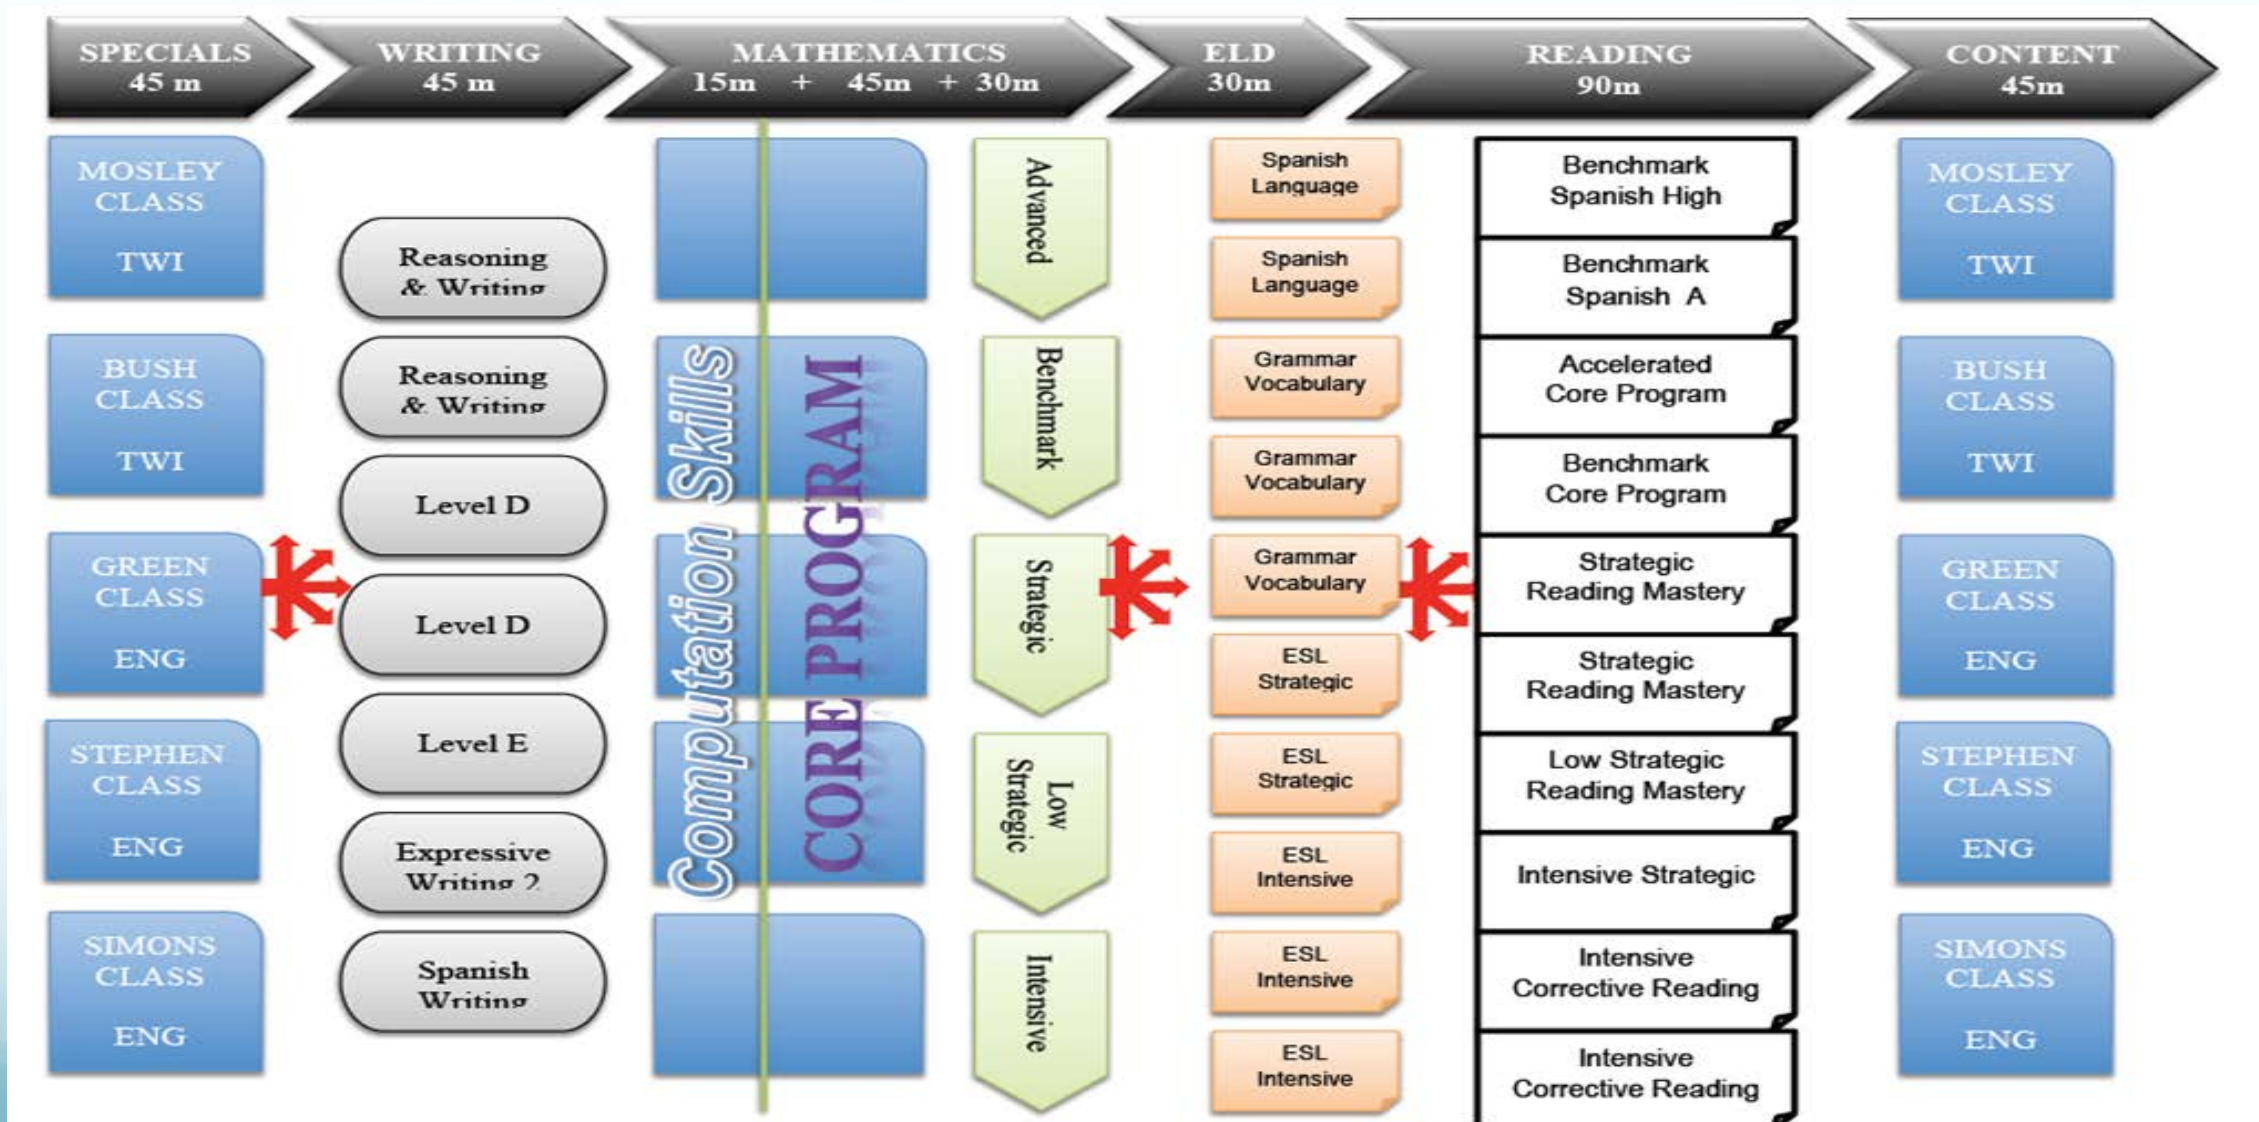 SPECIALS
45 m
WRITING
45 m
MATHEMATICS
15m + 45m + 30m
ELD
30m
READING
90m
CONTENT
45m
MOSLEY
CLASS
TWI
BUSH
CLASS
TWI
GREEN
CLASS
ENG
STEPHEN
CLASS
ENG
SIMONS
CLASS
ENG
Reasoning
& Writing
Reasoning
& Writing
Level D
Level D
Level E
Expressive
Writing 2
Spanish
Writing
Computation Skills
CORE PROGRAM
Advanced
Benchmark
Strategic
Low
Strategic
Intensive
Spanish
Language
Spanish
Language
Grammar
Vocabulary
Grammar
Vocabulary
Grammar
Vocabulary
ESL
Strategic
ESL
Strategic
ESL
Intensive
ESL
Intensive
ESL
Intensive
Benchmark
Spanish High
Benchmark
Spanish A
Accelerated
Core Program
Benchmark
Core Program
Strategic
Reading Mastery
Strategic
Reading Mastery
Low Strategic
Reading Mastery
Intensive Strategic
Intensive
Corrective Reading
Intensive
Corrective Reading
MOSLEY
CLASS
TWI
BUSH
CLASS
TWI
GREEN
CLASS
ENG
STEPHEN
CLASS
ENG
SIMONS
CLASS
ENG